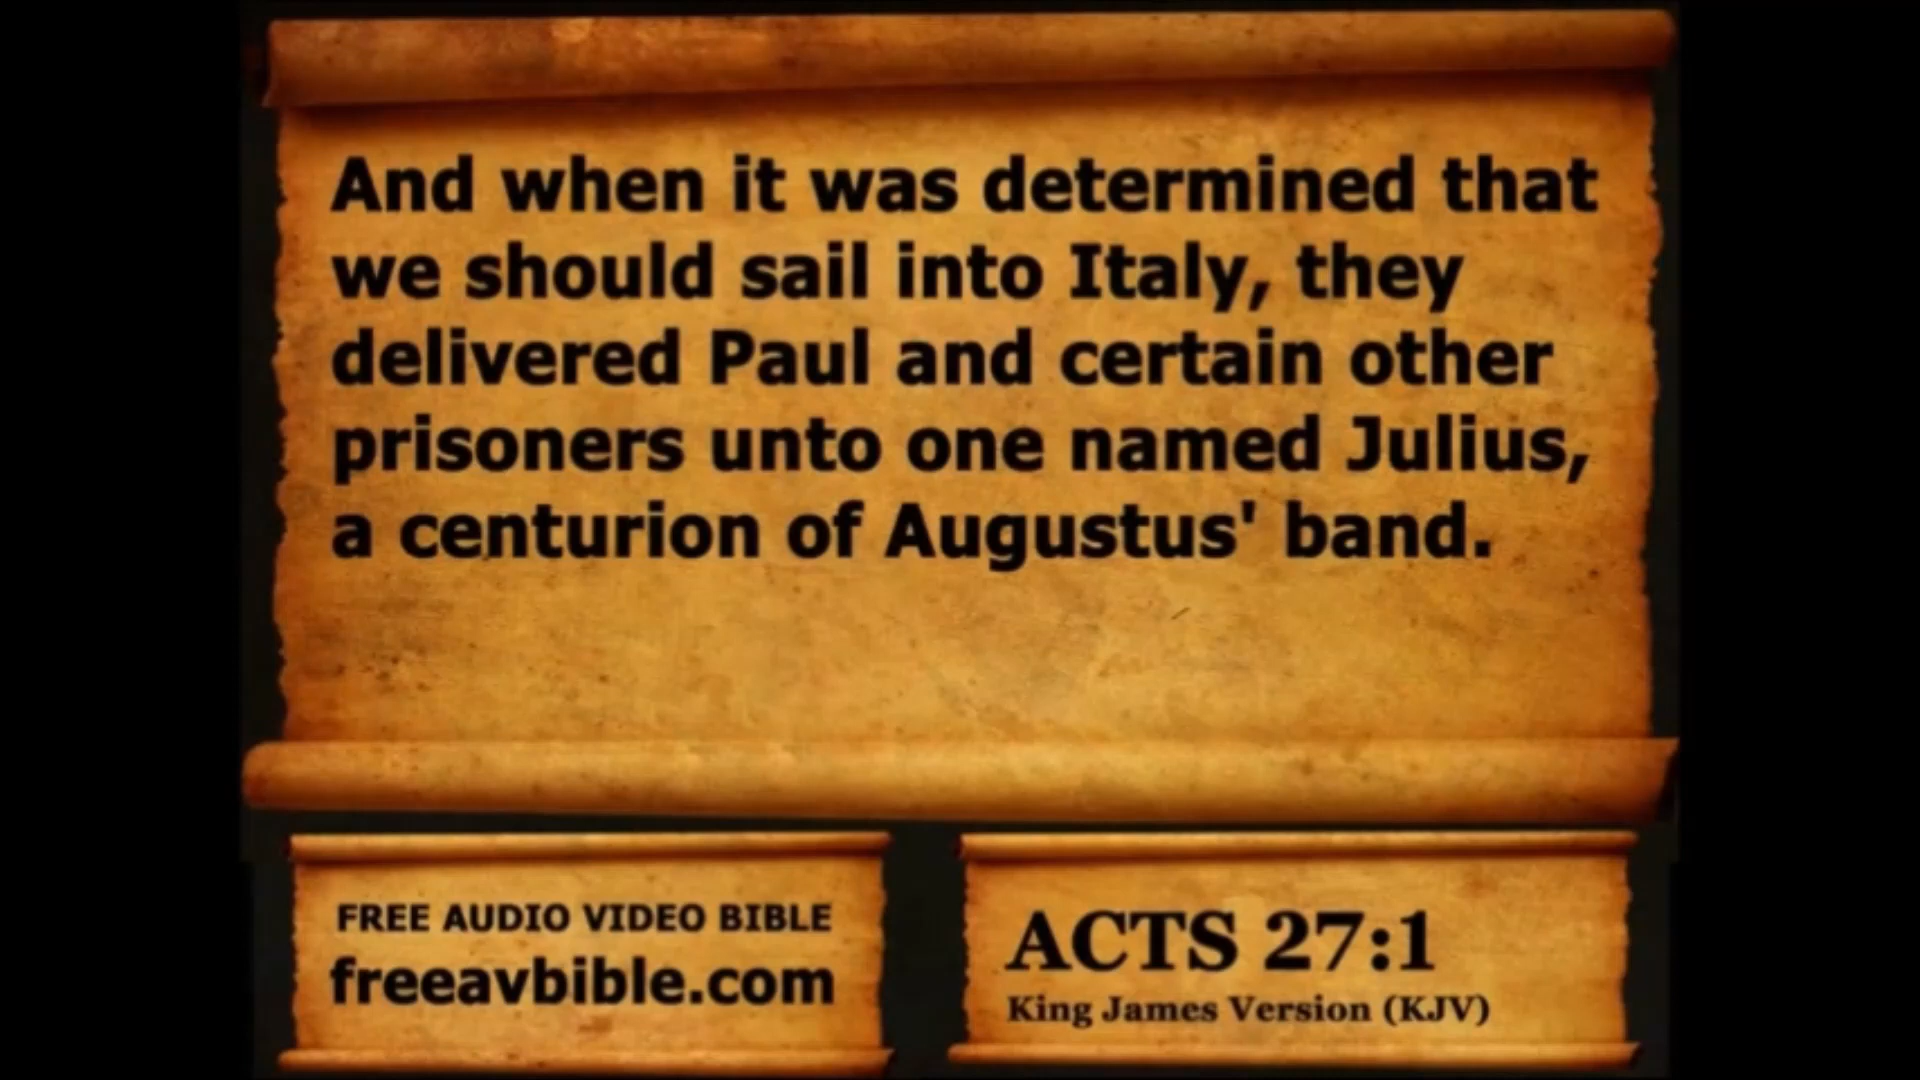 And when it was determined that
we should sail into Italy, they
delivered Paul and certain other
prisoners unto one named Julius,
a centurion of Augustus' band.
FREE AUDIO VIDEO BIBLE
freeavbible.com
ACTS 27:1
King James Version (KJV)